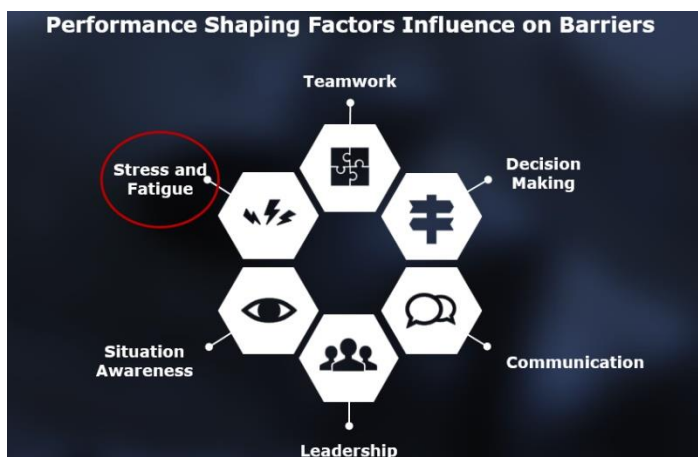 Performance Shaping Factors Influence on Barriers
Teamwork
Stress and
Fatigue
Decision
Making
Situation
Awareness
Communication
Leadership